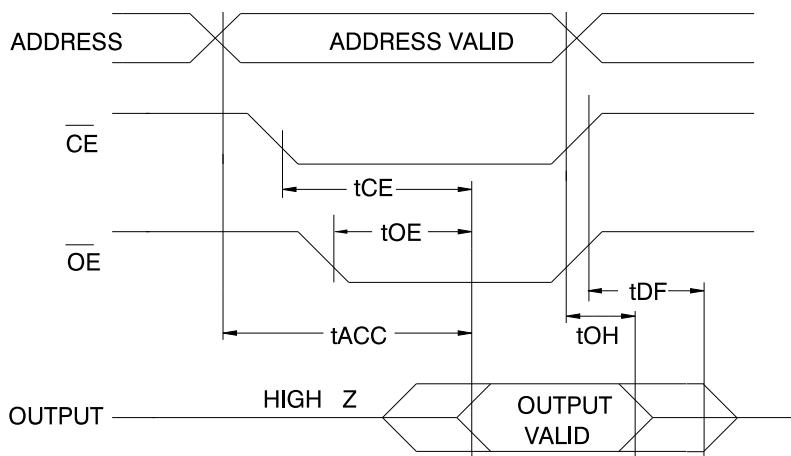 ADDRESS
ADDRESS VALID
CE
tCE
tOE
OE
tDF
tACC
tOH
HIGH Z
OUTPUT
OUTPUT
VALID